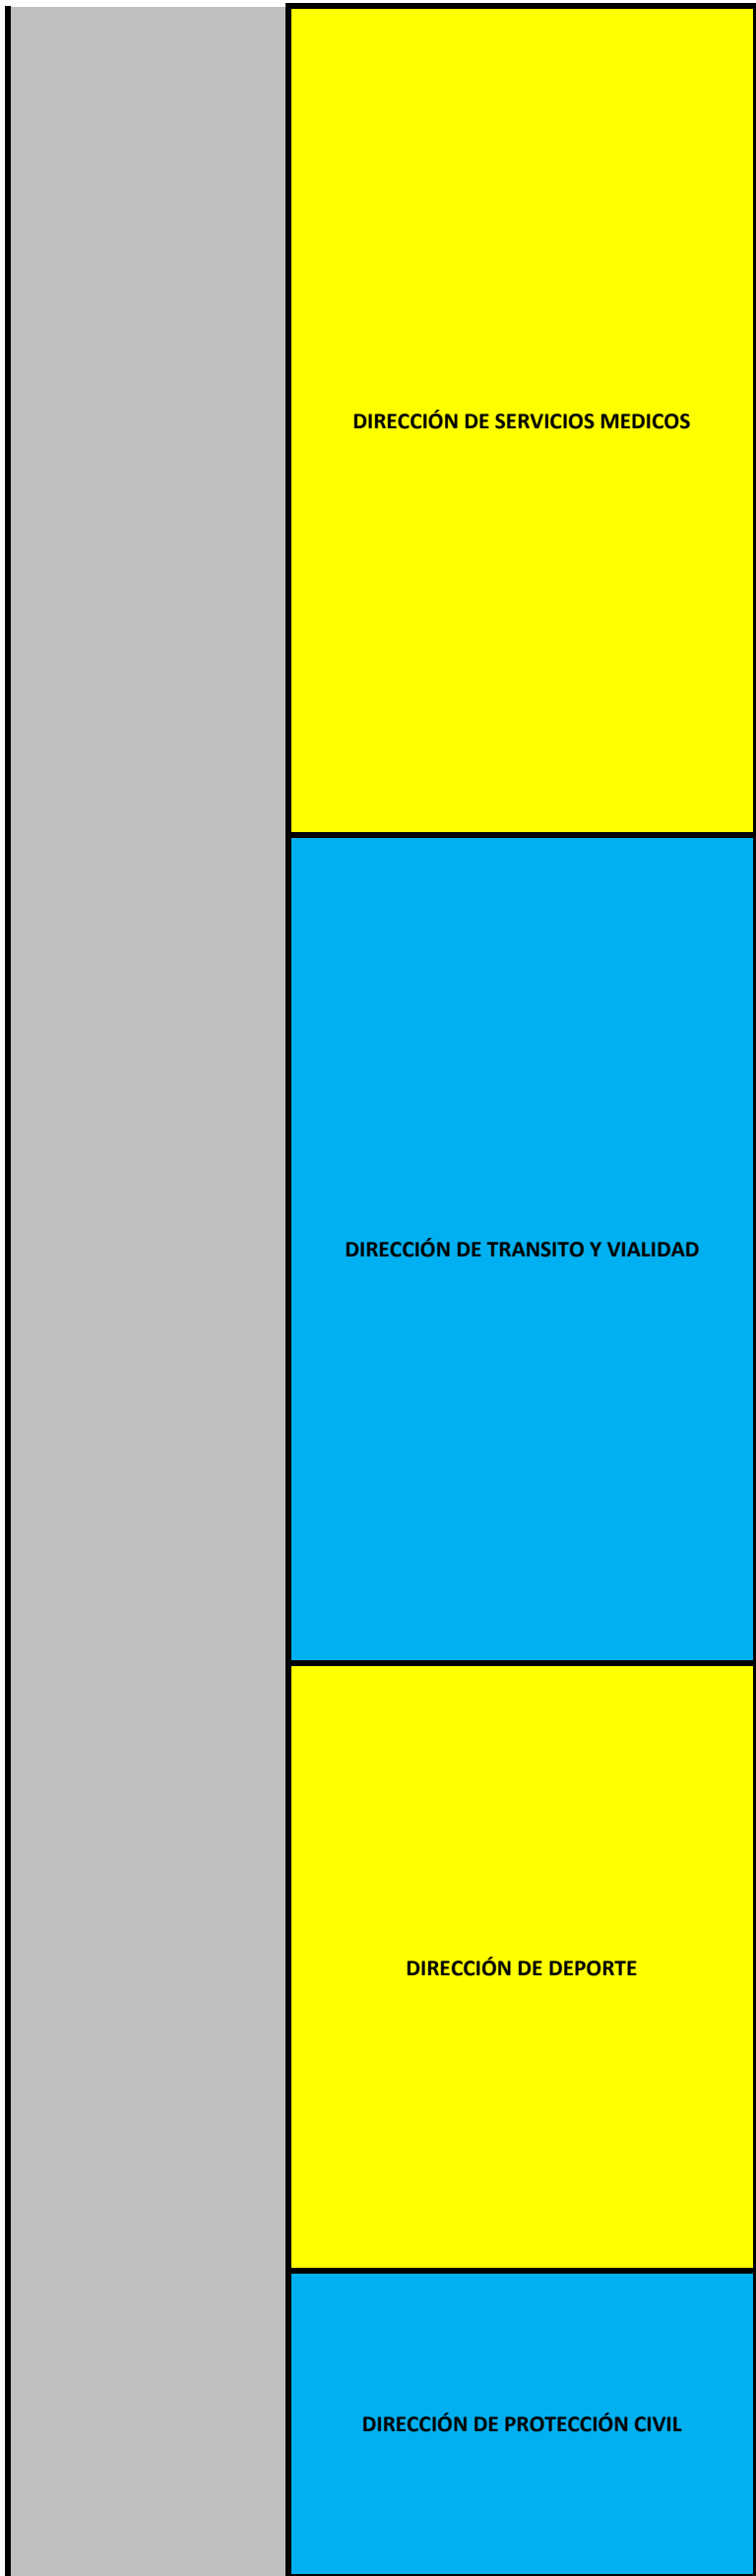 DIRECCIÓN DE SERVICIOS MEDICOS
DIRECCIÓN DE TRANSITO Y VIALIDAD
DIRECCIÓN DE DEPORTE
DIRECCIÓN DE PROTECCIÓN CIVIL